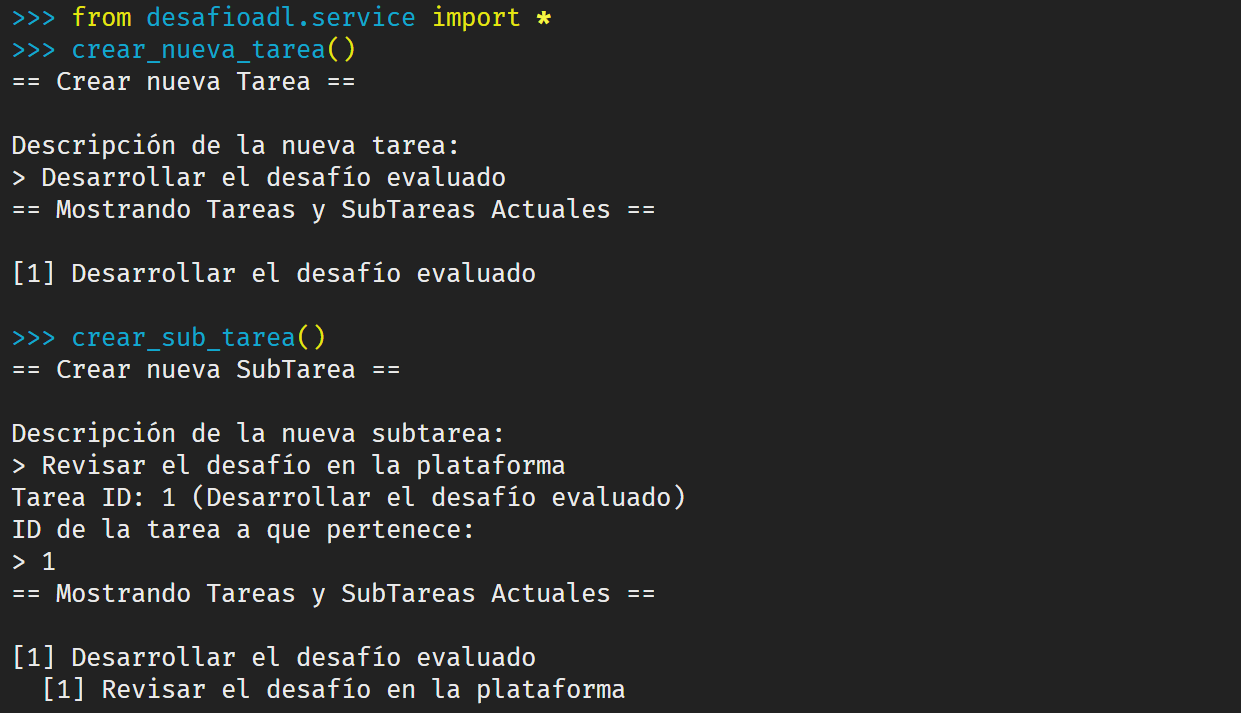 >>> from desafioadl.service import *
>>> crear_nueva_tarea()
== Crear nueva Tarea ==
Descripción de la nueva tarea:
> Desarrollar el desafío evaluado
== Mostrando Tareas y SubTareas Actuales ==
[1] Desarrollar el desafío evaluado
>>> crear_sub_tarea()
== Crear nueva SubTarea ==
Descripción de la nueva subtarea:
> Revisar el desafío en la plataforma
Tarea ID: 1 (Desarrollar el desafío evaluado)
ID de la tarea a que pertenece:
> 1
== Mostrando Tareas y SubTareas Actuales ==
[1] Desarrollar el desafío evaluado
  [1] Revisar el desafío en la plataforma